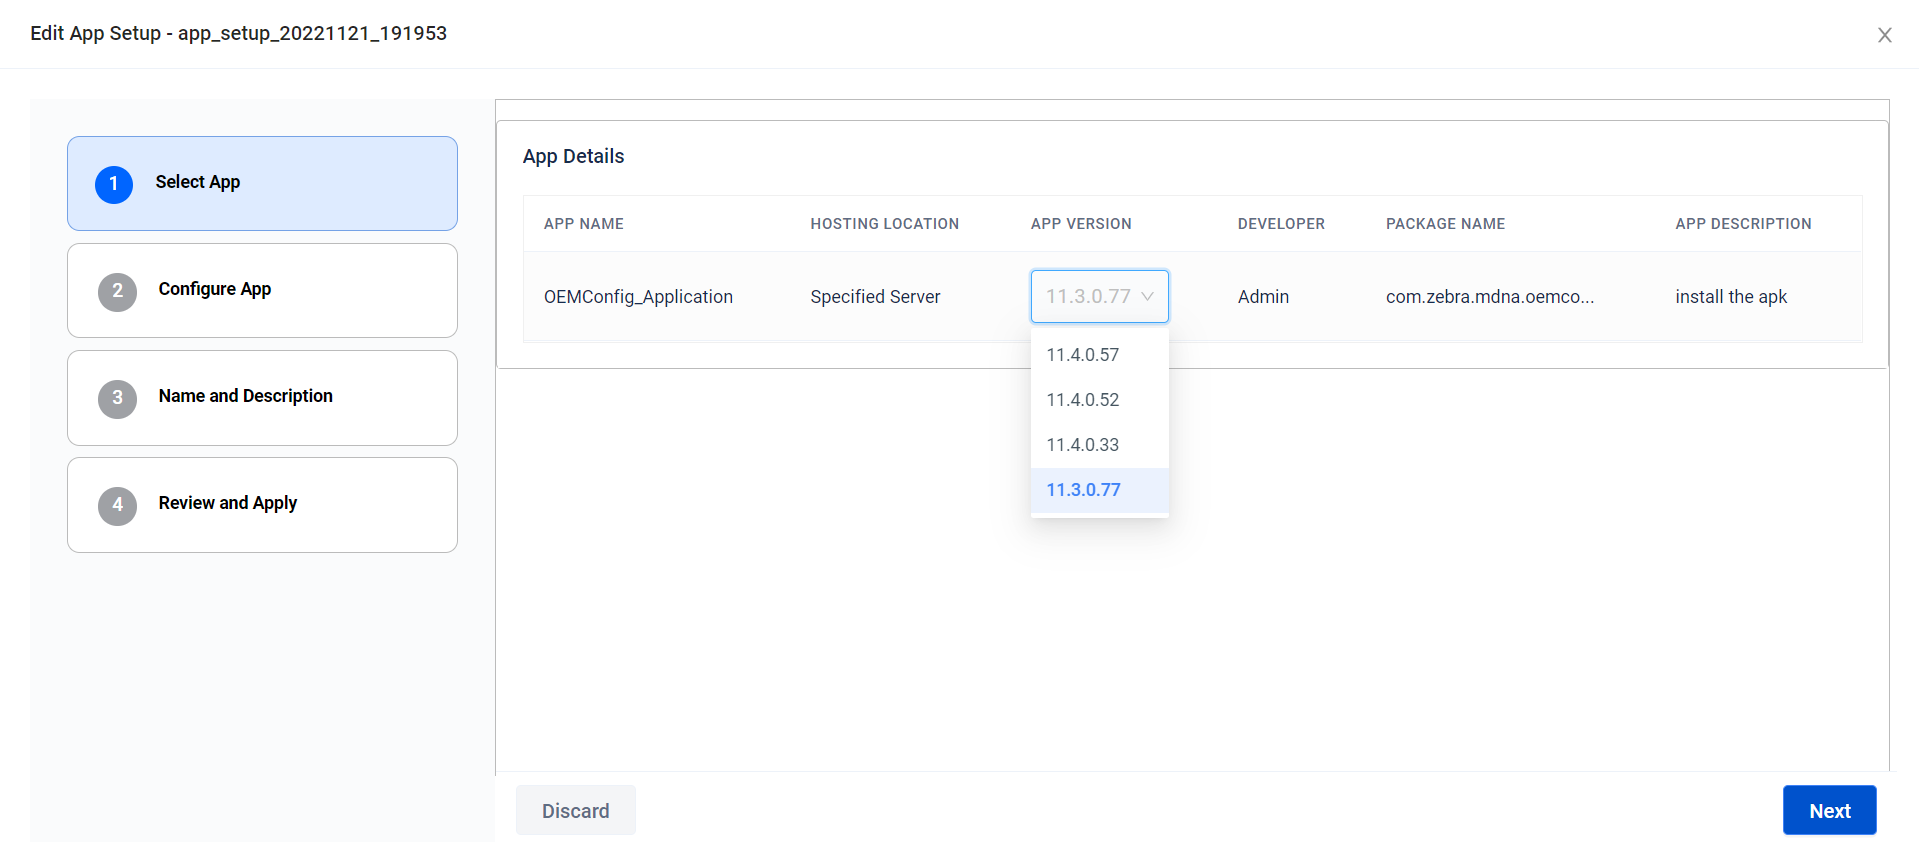 Edit App Setup - app_setup_20221121_191953
1 Select App
2 Configure App
3 Name and Description
4 Review and Apply
App Details
APP NAME HOSTING LOCATION APP VERSION DEVELOPER PACKAGE NAME APP DESCRIPTION
OEMConfig_Application Specified Server 11.3.0.77 Admin com.zebra.mdna.oemco... install the apk
11.4.0.57
11.4.0.52
11.4.0.33
11.3.0.77
Discard Next